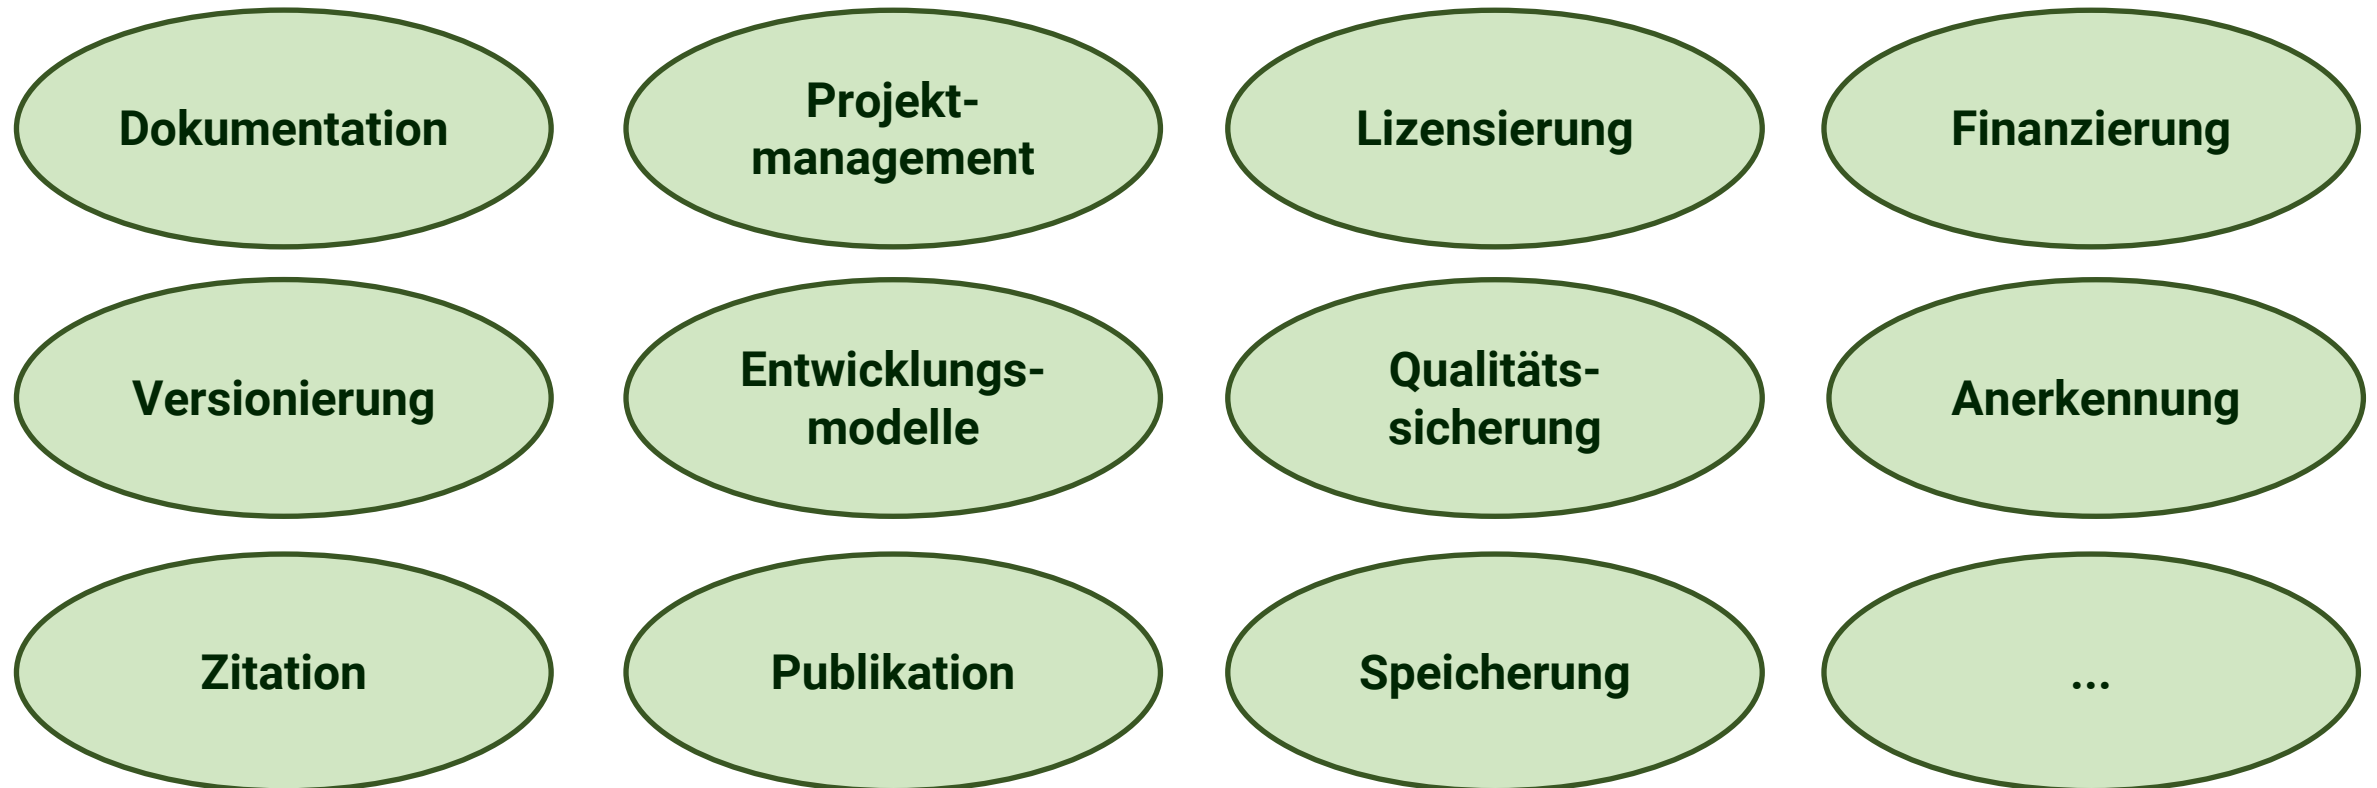 Dokumentation
Projekt-
management
Lizensierung
Finanzierung
Versionierung
Entwicklungs-
modelle
Qualitäts-
sicherung
Anerkennung
Zitation
Publikation
Speicherung
...